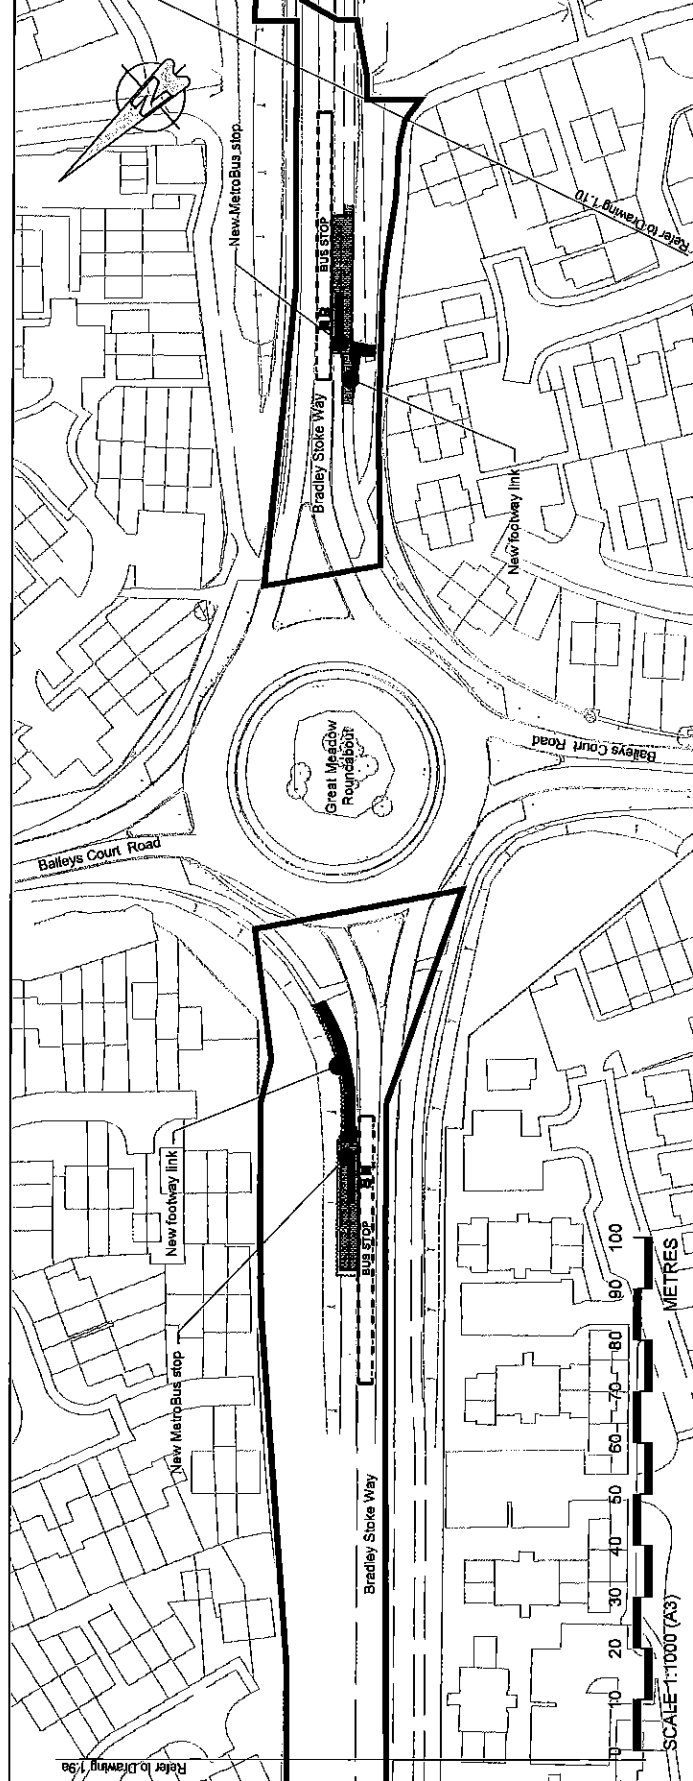 N
New MetroBus stop
Refer to Drawing 1.10
BUS STOP
Bradley Stoke Way
New footway link
Great Meadow
Roundabout
Baileys Court Road
Baileys Court Road
New footway link
BUS STOP
New MetroBus stop
Bradley Stoke Way
Refer to Drawing 1.9a
0 10 20 30 40 50 60 70 80 90 100
METRES
SCALE 1:1000 (A3)